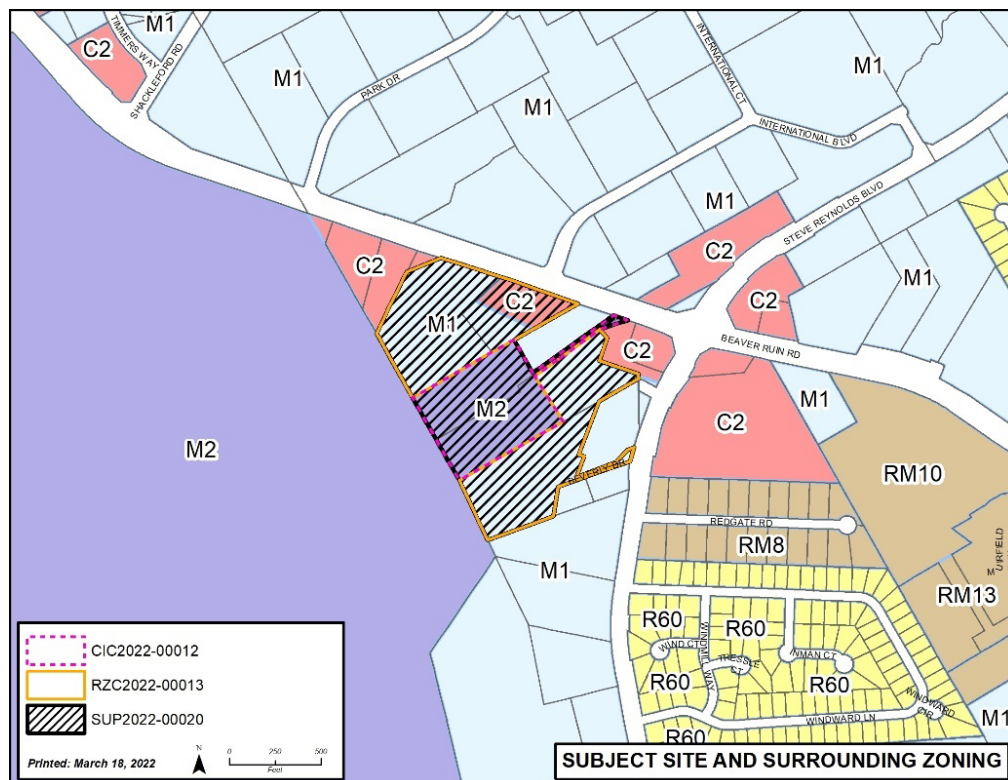 M1
TIMMERS WAY
C2
SHACKLEFORD RD
M1
PARK DR
M1
INTERNATIONAL CT
M1
INTERNATIONAL BLVD
M1
STEVE REYNOLDS BLVD
C2
M1
C2
C2
C2
M1
C2
BEAVER RUIN RD
M1
M2
M2
C2
RM10
BEVERLY DR
REDGATE RD
RM8
M1
UIRFIELD
M
RM13
R60
R60
WIND CT
WINDMILL WAY
THESSLE CT
INMAN CT
R60
R60
WINDWARD CIR
WINDWARD LN
R60
M1
CIC2022-00012
RZC2022-00013
SUP2022-00020
Printed: March 18, 2022
N
0 250 500
Feet
SUBJECT SITE AND SURROUNDING ZONING